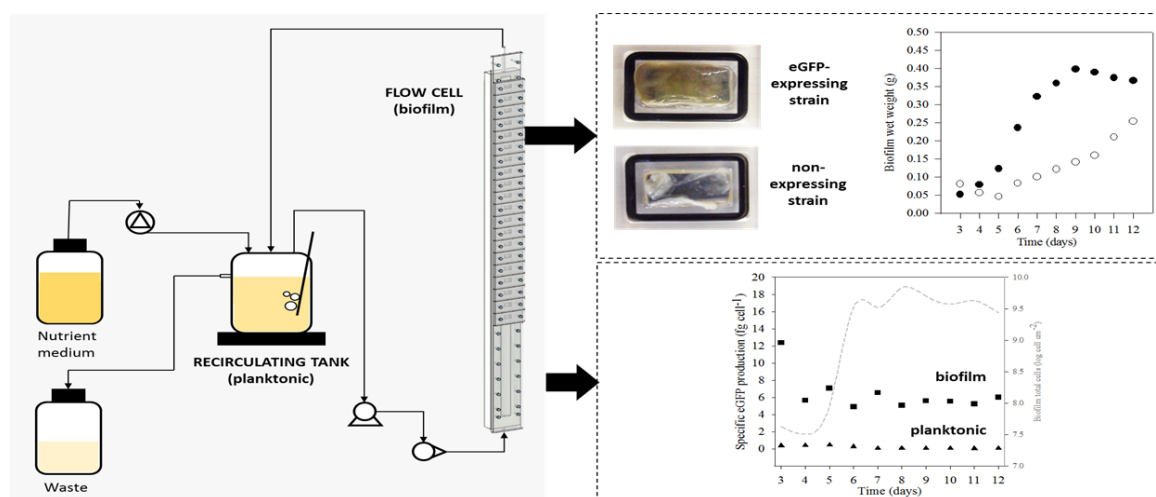 FLOW CELL
(biofilm)
Nutrient
medium
RECIRCULATING TANK
(planktonic)
Waste
eGFP-
expressing
strain
non-
expressing
strain
Biofilm wet weight (g)
0.50
0.45
0.40
0.35
0.30
0.25
0.20
0.15
0.10
0.05
0.00
3 4 5 6 7 8 9 10 11 12
Time (days)
Specific eGFP production (fg cell-1)
20
18
16
14
12
10
8
6
4
2
0
biofilm
planktonic
10.0
9.5
9.0
8.5
8.0
7.5
7.0
Biofilm total cells (log cell cm-2)
3 4 5 6 7 8 9 10 11 12
Time (days)